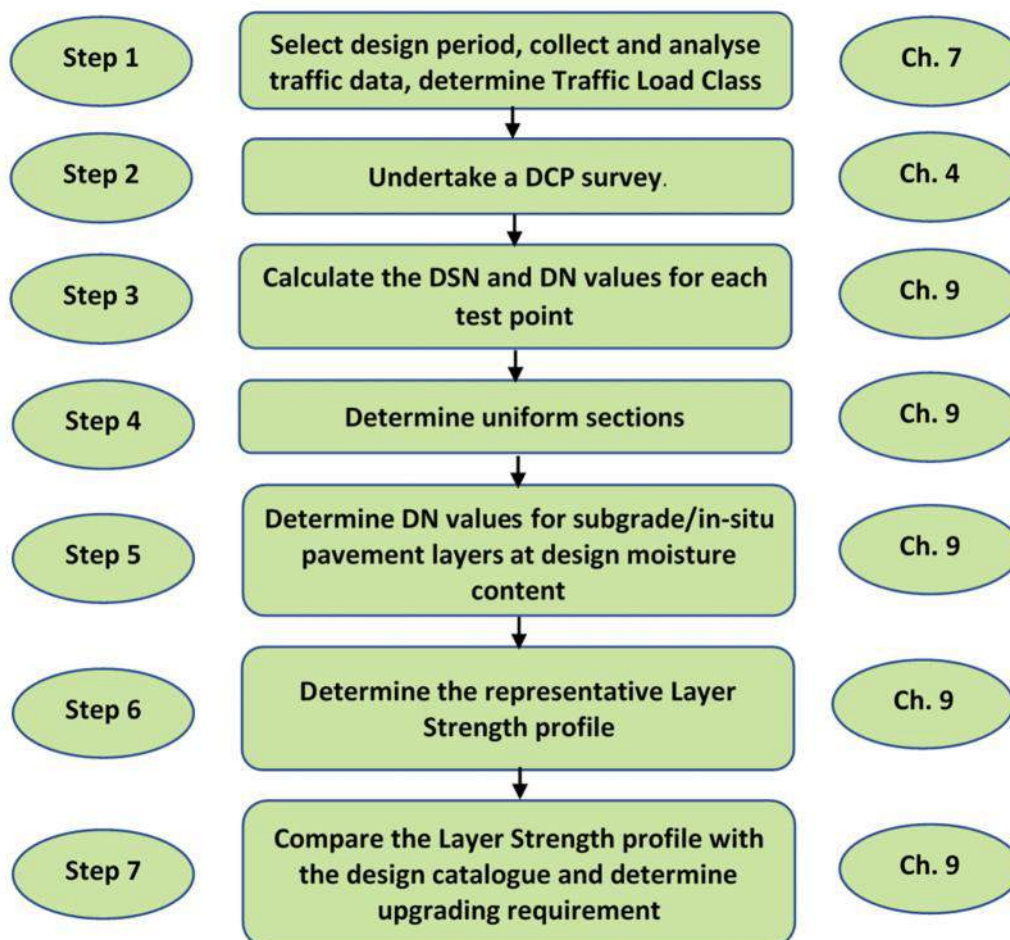 Step 1
Select design period, collect and analyse
traffic data, determine Traffic Load Class
Ch. 7
Step 2
Undertake a DCP survey.
Ch. 4
Step 3
Calculate the DSN and DN values for each
test point
Ch. 9
Step 4
Determine uniform sections
Ch. 9
Step 5
Determine DN values for subgrade/in-situ
pavement layers at design moisture
content
Ch. 9
Step 6
Determine the representative Layer
Strength profile
Ch. 9
Step 7
Compare the Layer Strength profile with
the design catalogue and determine
upgrading requirement
Ch. 9